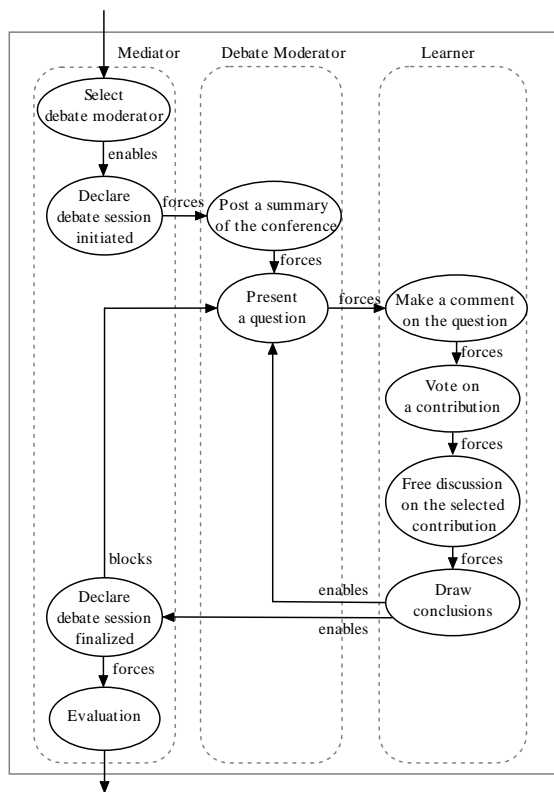 Mediator
Debate Moderator
Learner
Select
debate moderator
enables
Declare
debate session
initiated
forces
Post a summary
of the conference
forces
Present
a question
forces
Make a comment
on the question
forces
Vote on
a contribution
forces
Free discussion
on the selected
contribution
forces
Draw
conclusions
enables
enables
blocks
Declare
debate session
finalized
forces
Evaluation